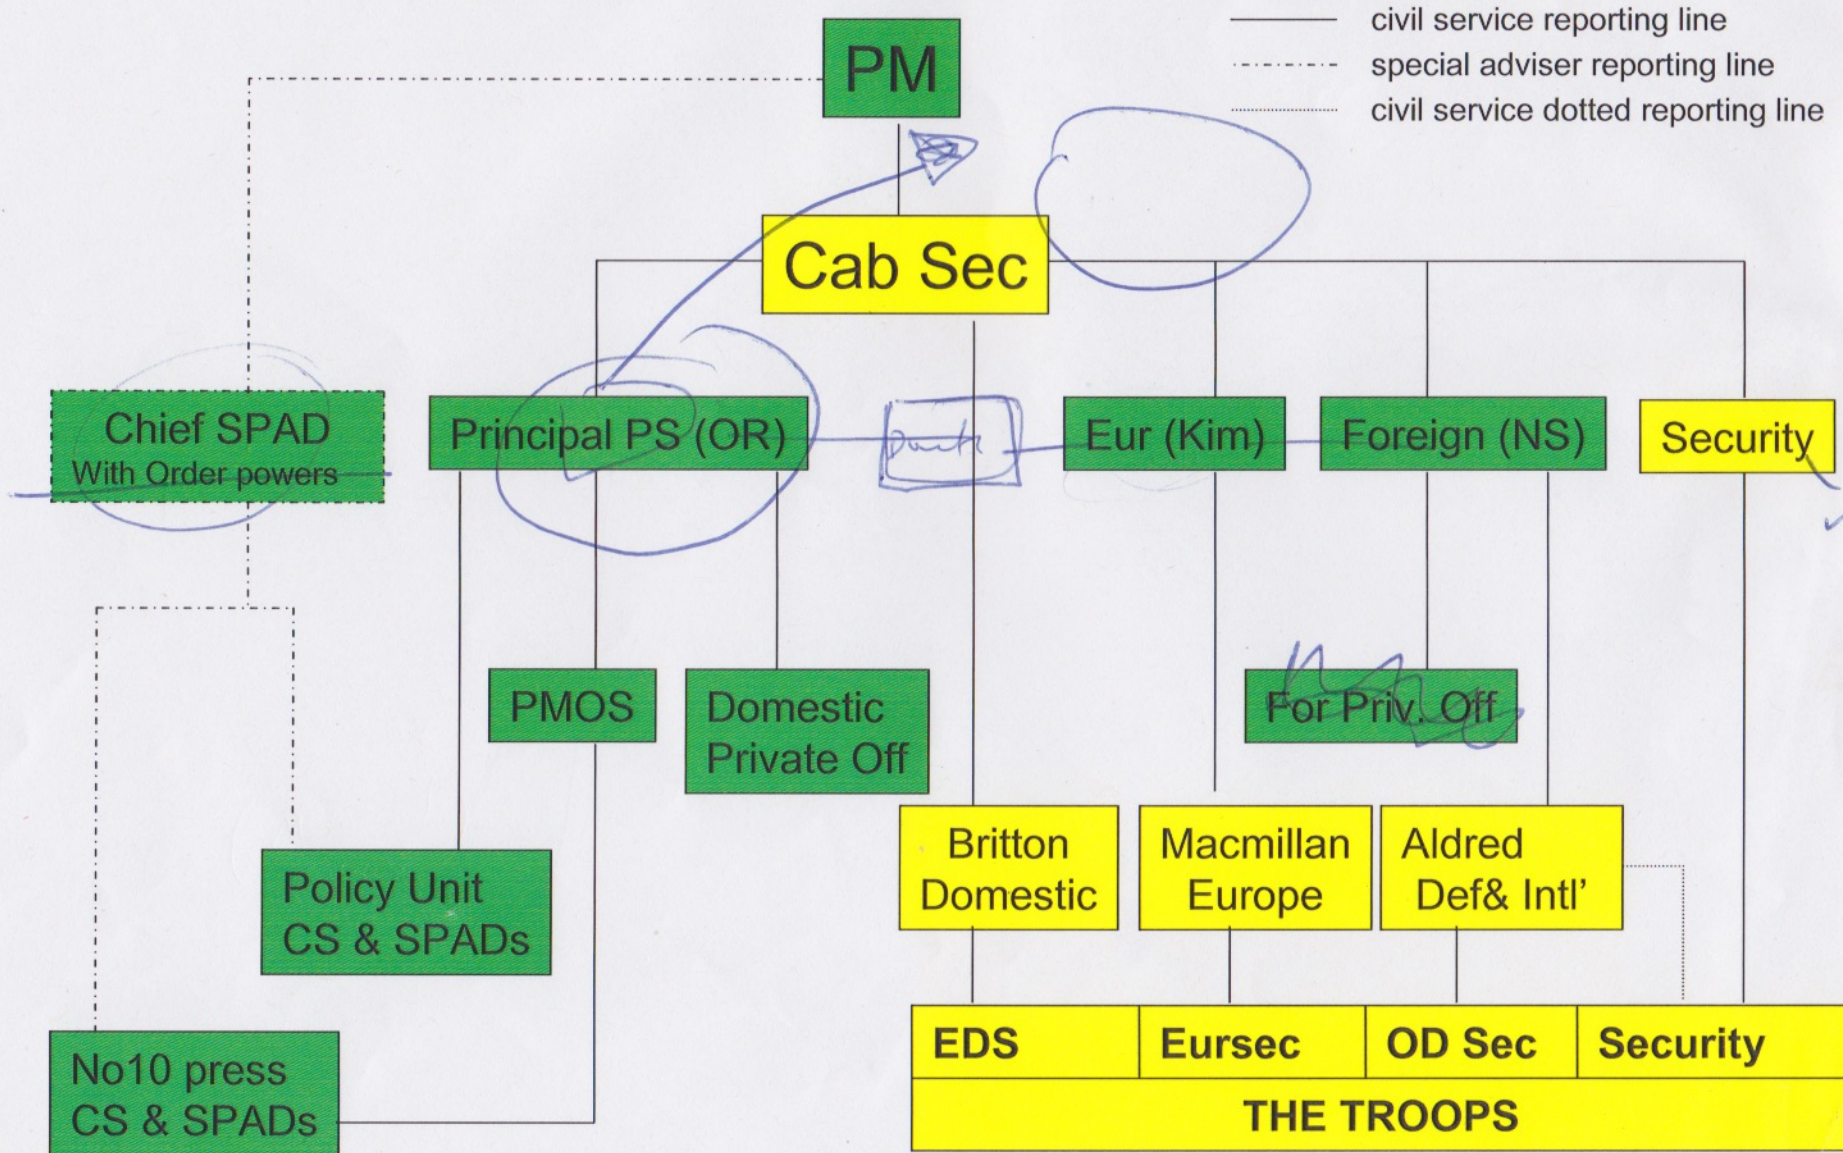 civil service reporting line
special adviser reporting line
civil service dotted reporting line
PM
Cab Sec
Chief SPAD
With Order powers
Principal PS (OR)
Eur (Kim)
Foreign (NS)
Security
PMOS
Domestic
Private Off
For Priv. Off
Policy Unit
CS & SPADs
Britton
Domestic
Macmillan
Europe
Aldred
Def& Intl’
No10 press
CS & SPADs
EDS
Eursec
OD Sec
Security
THE TROOPS